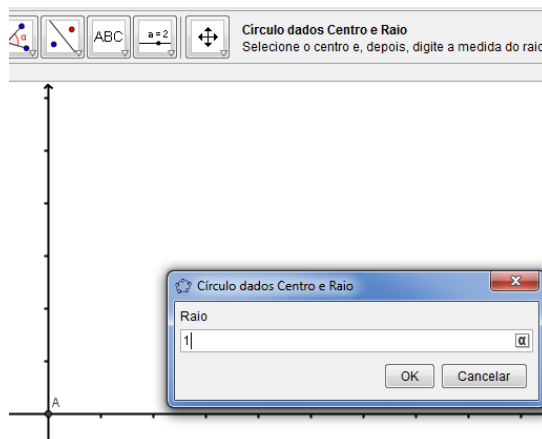 α
ABC
a=2
Círculo dados Centro e Raio
Selecione o centro e, depois, digite a medida do raio
Círculo dados Centro e Raio
Raio
1
α
OK
Cancelar
A